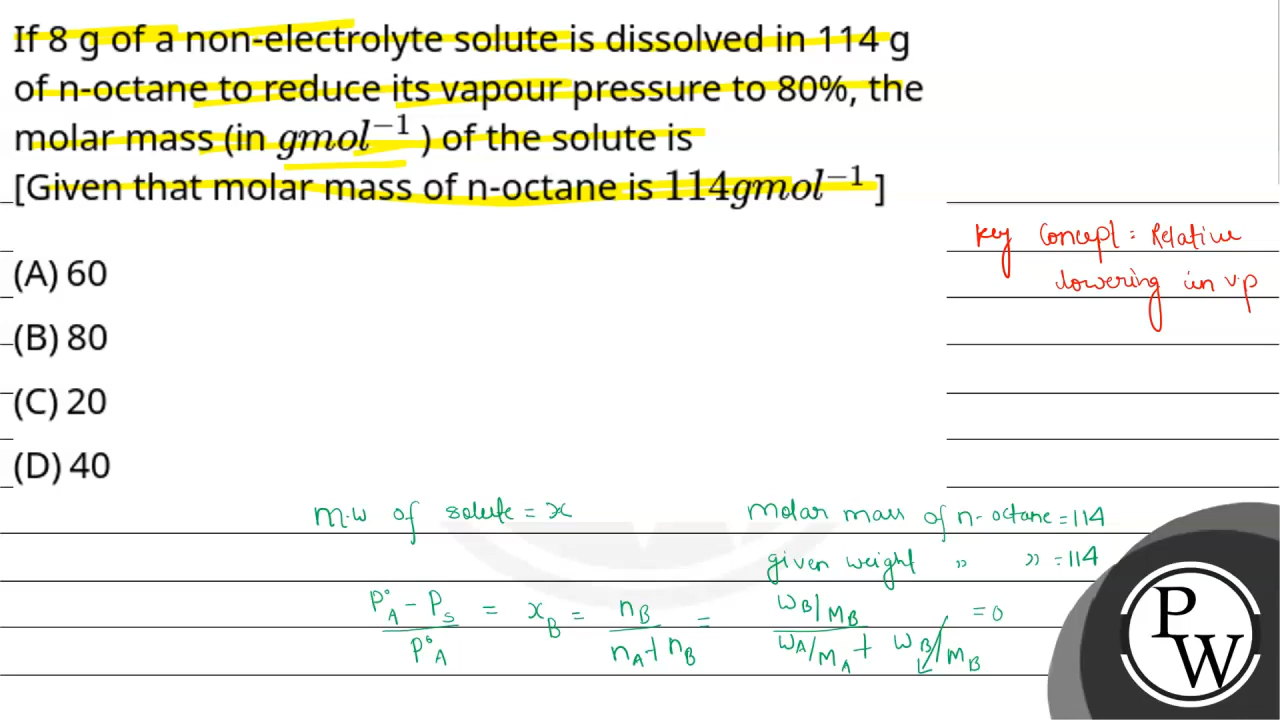 If 8 g of a non-electrolyte solute is dissolved in 114 g
of n-octane to reduce its vapour pressure to 80%, the
molar mass (in gmol⁻¹ ) of the solute is
[Given that molar mass of n-octane is 114gmol⁻¹ ]
(A) 60
(B) 80
(C) 20
(D) 40
Key Concept : Relative
lowering in v.p
M.W of solute = x
molar mass of n-octane = 114
given weight " " = 114
P°A - Ps / P°A = xB = nB / nA + nB = WB/MB / WA/MA + WB/MB = 0
PW